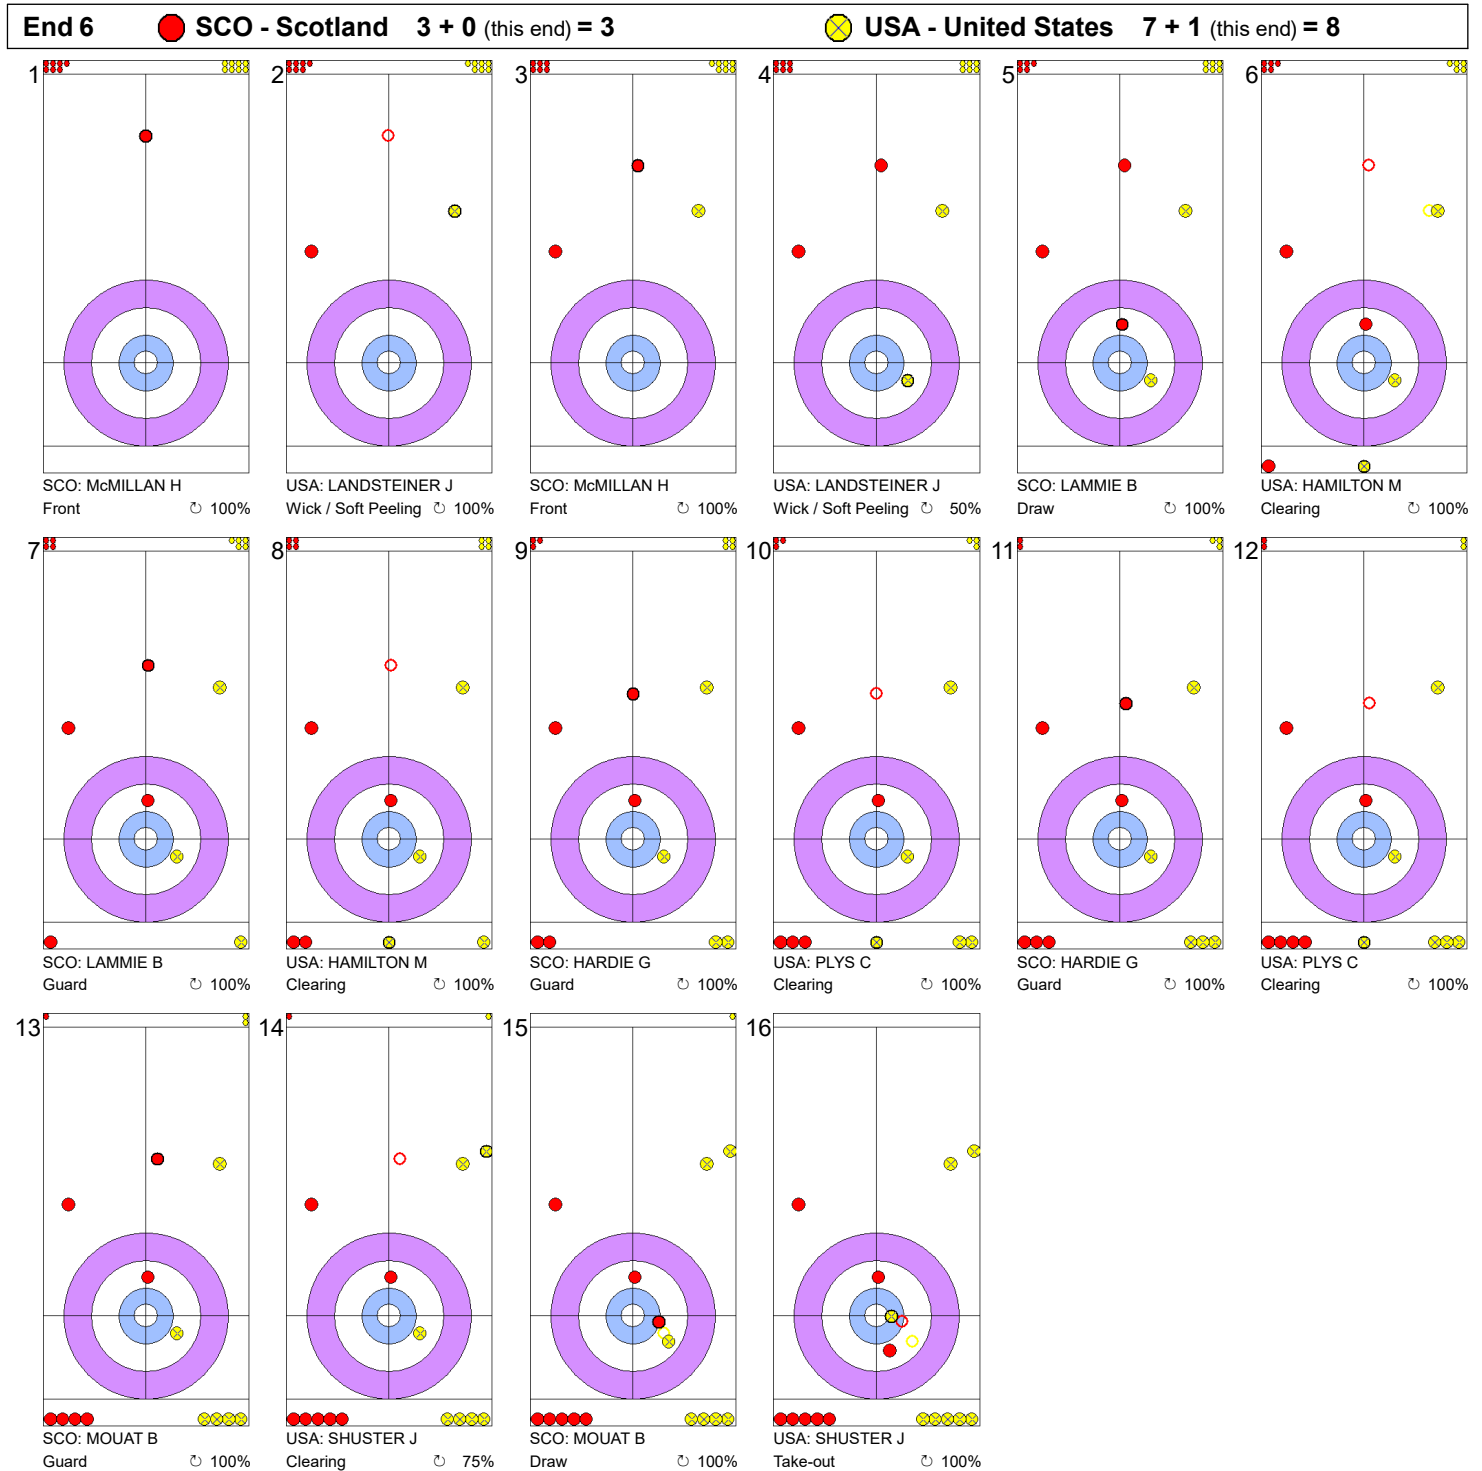 End 6 SCO - Scotland 3 + 0 (this end) = 3 USA - United States 7 + 1 (this end) = 8
1 2 3 4 5 6
SCO: McMILLAN H USA: LANDSTEINER J SCO: McMILLAN H USA: LANDSTEINER J SCO: LAMMIE B USA: HAMILTON M
Front ↻ 100% Wick / Soft Peeling ↻ 100% Front ↻ 100% Wick / Soft Peeling ↻ 50% Draw ↻ 100% Clearing ↻ 100%
7 8 9 10 11 12
SCO: LAMMIE B USA: HAMILTON M SCO: HARDIE G USA: PLYS C SCO: HARDIE G USA: PLYS C
Guard ↻ 100% Clearing ↻ 100% Guard ↻ 100% Clearing ↻ 100% Guard ↻ 100% Clearing ↻ 100%
13 14 15 16
SCO: MOUAT B USA: SHUSTER J SCO: MOUAT B USA: SHUSTER J
Guard ↻ 100% Clearing ↻ 75% Draw ↻ 100% Take-out ↻ 100%